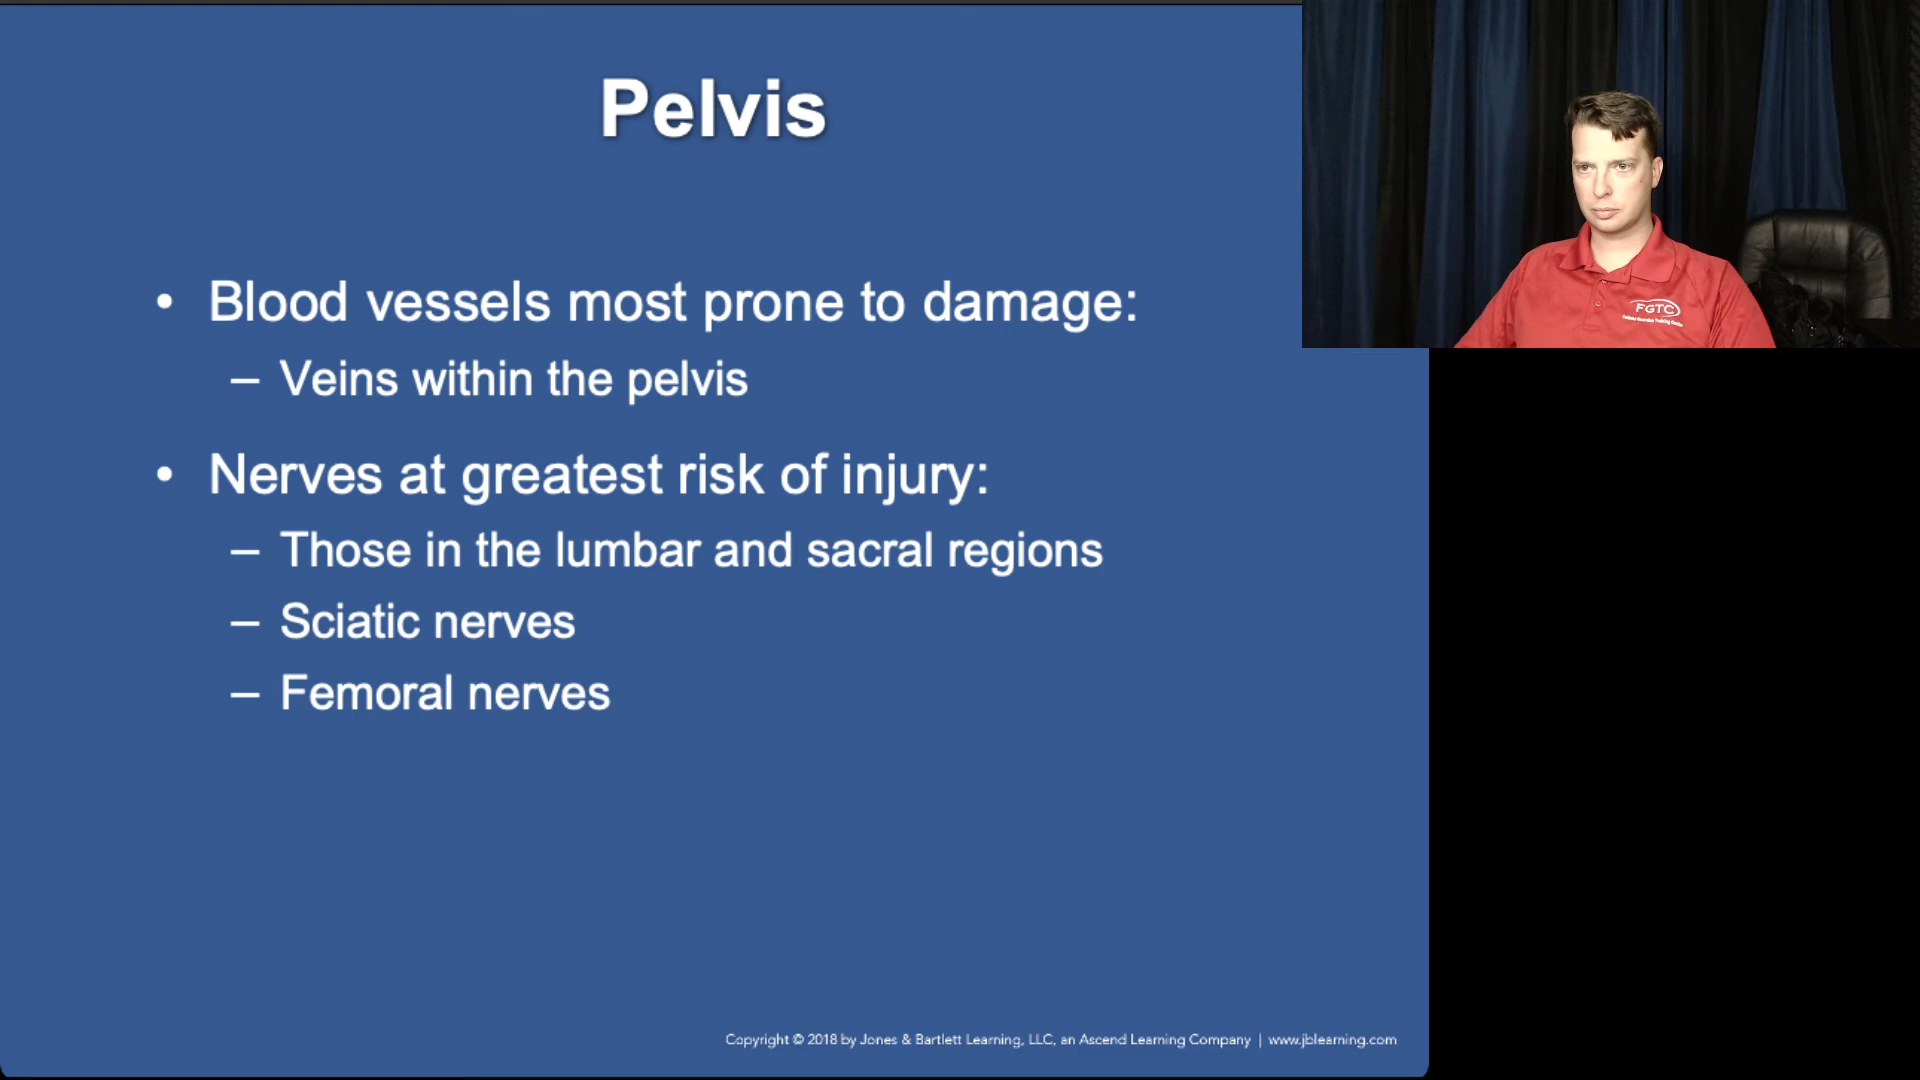 Pelvis
• Blood vessels most prone to damage:
– Veins within the pelvis
• Nerves at greatest risk of injury:
– Those in the lumbar and sacral regions
– Sciatic nerves
– Femoral nerves
Copyright © 2018 by Jones & Bartlett Learning, LLC, an Ascend Learning Company | www.jblearning.com
FGTC